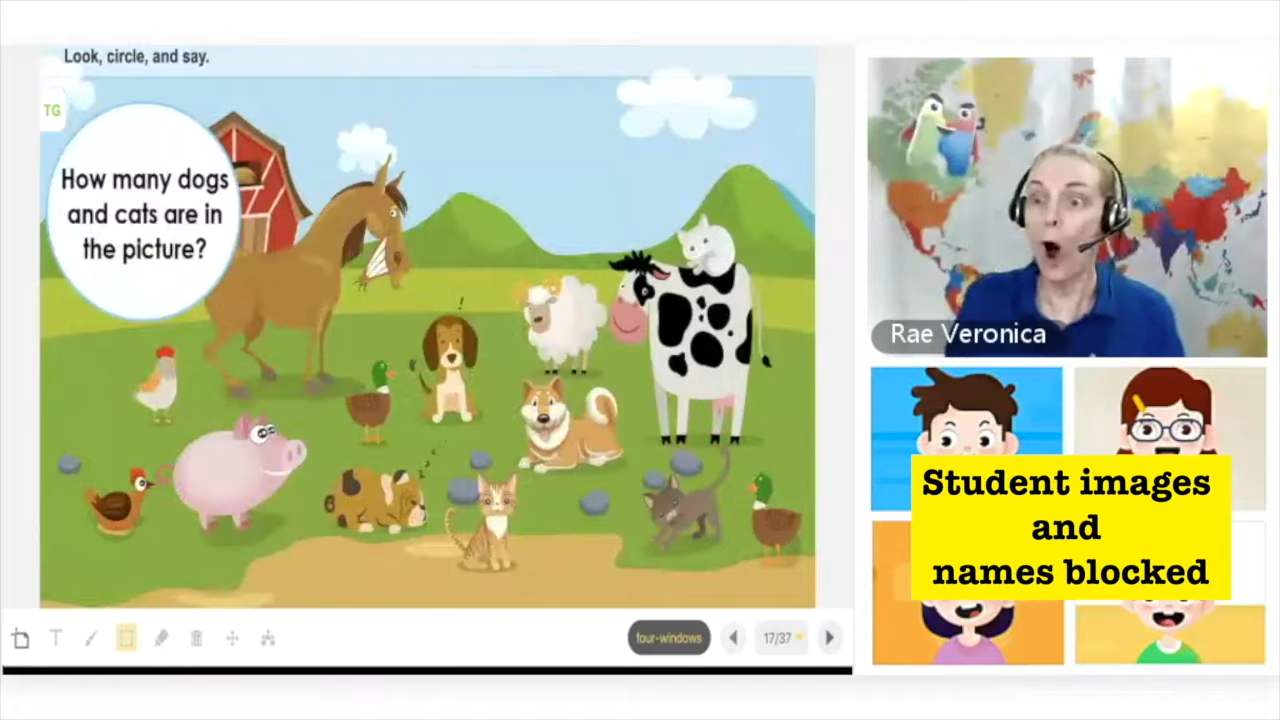 Look, circle, and say.
TG
How many dogs
and cats are in
the picture?
!
Rae Veronica
Student images
and
names blocked
T
four-windows
17/37